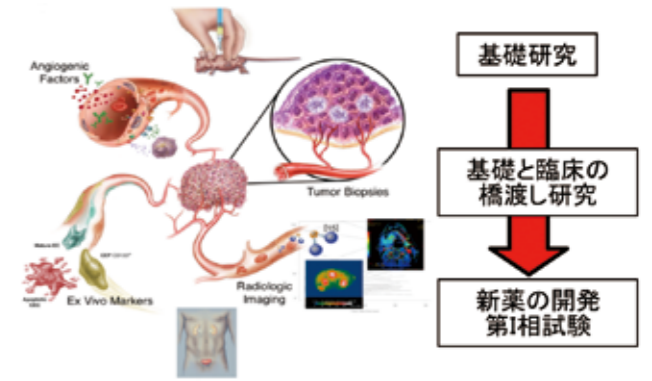 Angiogenic
Factors
Tumor Biopsies
Ex Vivo Markers
Radiologic
Imaging
基礎研究
基礎と臨床の
橋渡し研究
新薬の開発
第I相試験